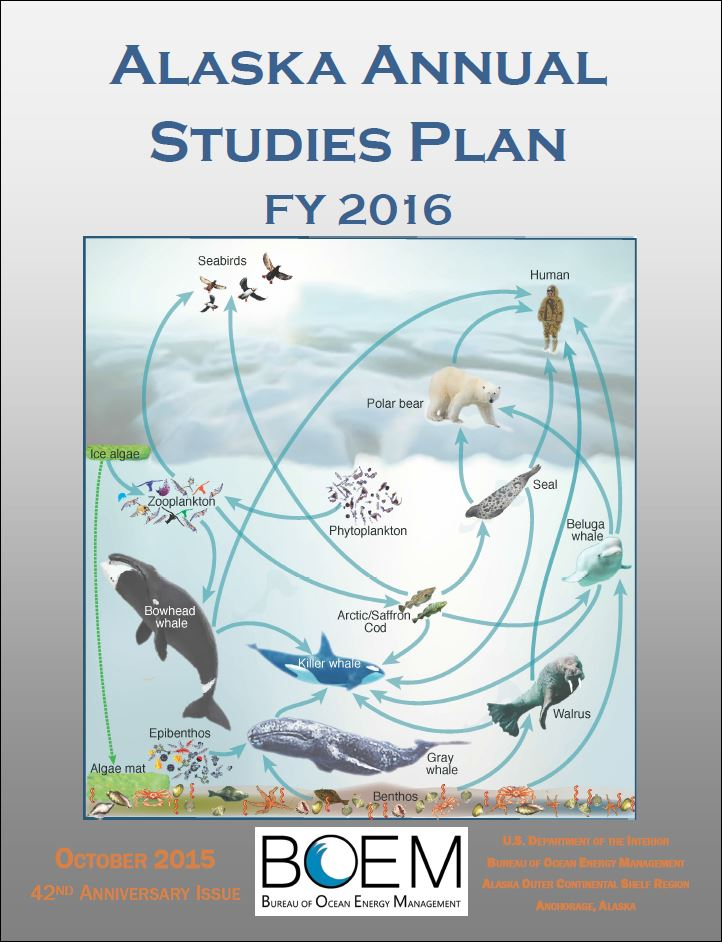 ALASKA ANNUAL
STUDIES PLAN
FY 2016
Seabirds
Human
Polar bear
Ice algae
Zooplankton
Seal
Phytoplankton
Beluga
whale
Bowhead
whale
Arctic/Saffron
Cod
Killer whale
Walrus
Epibenthos
Gray
whale
Algae mat
Benthos
OCTOBER 2015
42ND ANNIVERSARY ISSUE
BOEM
BUREAU OF OCEAN ENERGY MANAGEMENT
U.S. DEPARTMENT OF THE INTERIOR
BUREAU OF OCEAN ENERGY MANAGEMENT
ALASKA OUTER CONTINENTAL SHELF REGION
ANCHORAGE, ALASKA